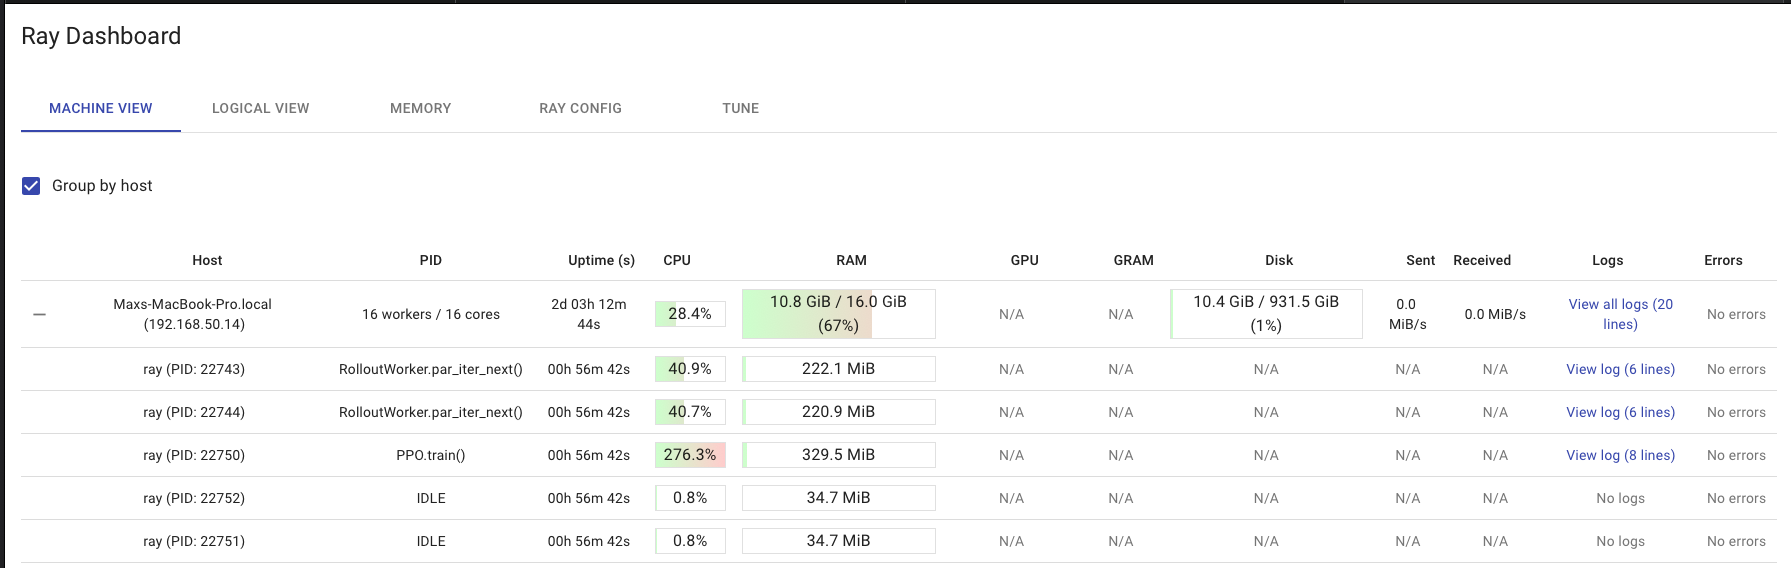 Ray Dashboard
MACHINE VIEW LOGICAL VIEW MEMORY RAY CONFIG TUNE
Group by host
Host PID Uptime (s) CPU RAM GPU GRAM Disk Sent Received Logs Errors
Maxs-MacBook-Pro.local (192.168.50.14) 16 workers / 16 cores 2d 03h 12m 44s 28.4% 10.8 GiB / 16.0 GiB (67%) N/A N/A 10.4 GiB / 931.5 GiB (1%) 0.0 MiB/s 0.0 MiB/s View all logs (20 lines) No errors
ray (PID: 22743) RolloutWorker.par_iter_next() 00h 56m 42s 40.9% 222.1 MiB N/A N/A N/A N/A N/A View log (6 lines) No errors
ray (PID: 22744) RolloutWorker.par_iter_next() 00h 56m 42s 40.7% 220.9 MiB N/A N/A N/A N/A N/A View log (6 lines) No errors
ray (PID: 22750) PPO.train() 00h 56m 42s 276.3% 329.5 MiB N/A N/A N/A N/A N/A View log (8 lines) No errors
ray (PID: 22752) IDLE 00h 56m 42s 0.8% 34.7 MiB N/A N/A N/A N/A N/A No logs No errors
ray (PID: 22751) IDLE 00h 56m 42s 0.8% 34.7 MiB N/A N/A N/A N/A N/A No logs No errors